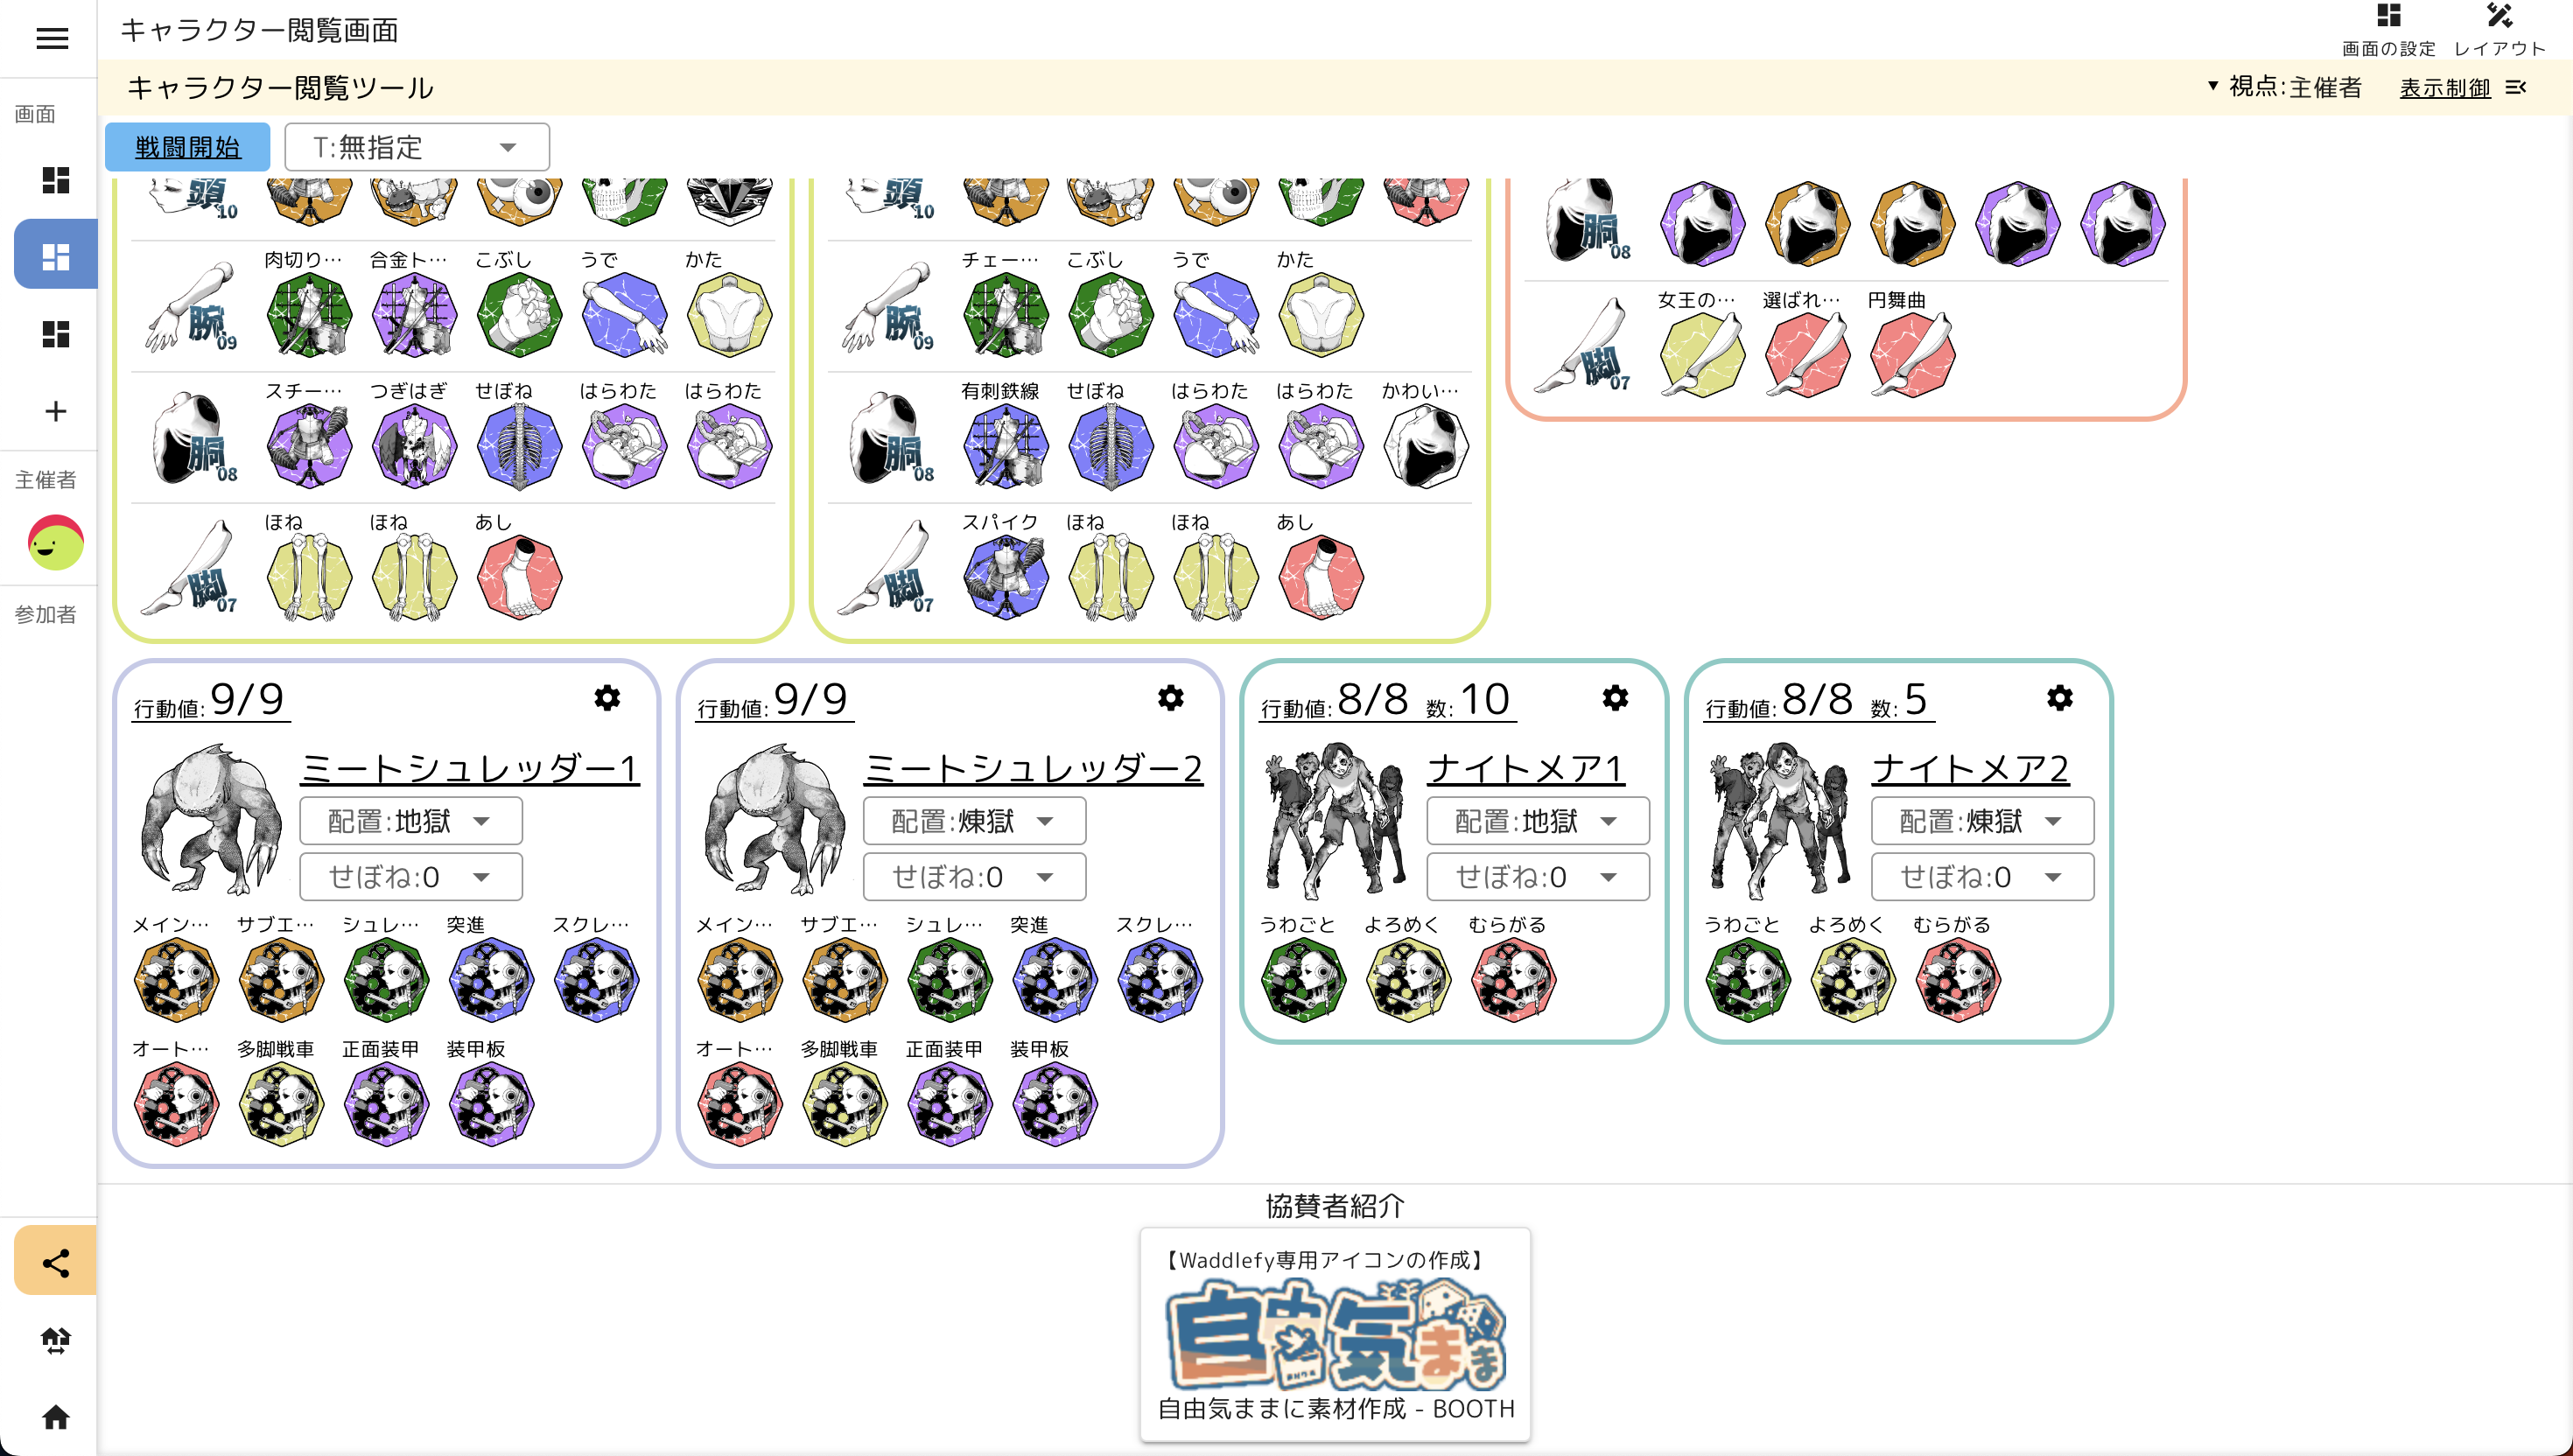 キャラクター閲覧画面
画面の設定 レイアウト
キャラクター閲覧ツール
▼ 視点:主催者 表示制御
戦闘開始 T:無指定
画面
主催者
参加者
頭10
肉切り… 合金ト… こぶし うで かた
腕09
スチー… つぎはぎ せぼね はらわた はらわた
胴08
ほね ほね あし
脚07
頭10
チェー… こぶし うで かた
腕09
有刺鉄線 せぼね はらわた はらわた かわい…
胴08
スパイク ほね ほね あし
脚07
胴08
女王の… 選ばれ… 円舞曲
脚07
行動値:9/9
ミートシュレッダー1
配置:地獄
せぼね:0
メイン… サブエ… シュレ… 突進 スクレ…
オート… 多脚戦車 正面装甲 装甲板
行動値:9/9
ミートシュレッダー2
配置:煉獄
せぼね:0
メイン… サブエ… シュレ… 突進 スクレ…
オート… 多脚戦車 正面装甲 装甲板
行動値:8/8 数:10
ナイトメア1
配置:地獄
せぼね:0
うわごと よろめく むらがる
行動値:8/8 数:5
ナイトメア2
配置:煉獄
せぼね:0
うわごと よろめく むらがる
協賛者紹介
【Waddlefy専用アイコンの作成】
自由気まま
自由気ままに素材作成 - BOOTH